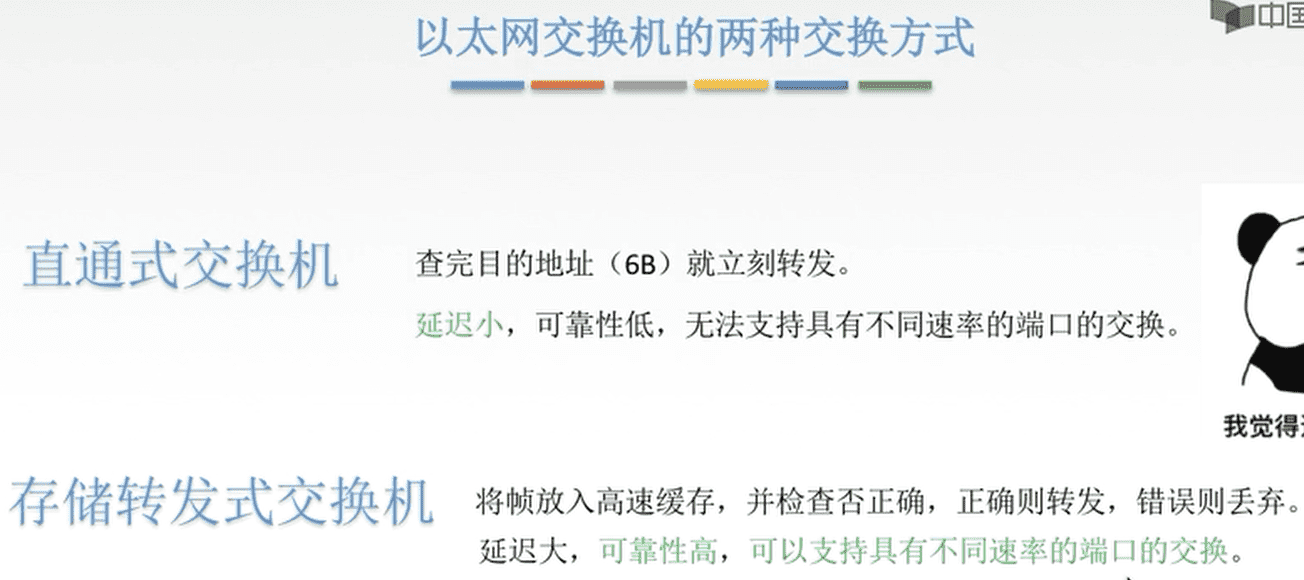 以太网交换机的两种交换方式
中国
直通式交换机
查完目的地址（6B）就立刻转发。
延迟小，可靠性低，无法支持具有不同速率的端口的交换。
我觉得
存储转发式交换机
将帧放入高速缓存，并检查否正确，正确则转发，错误则丢弃。
延迟大，可靠性高，可以支持具有不同速率的端口的交换。